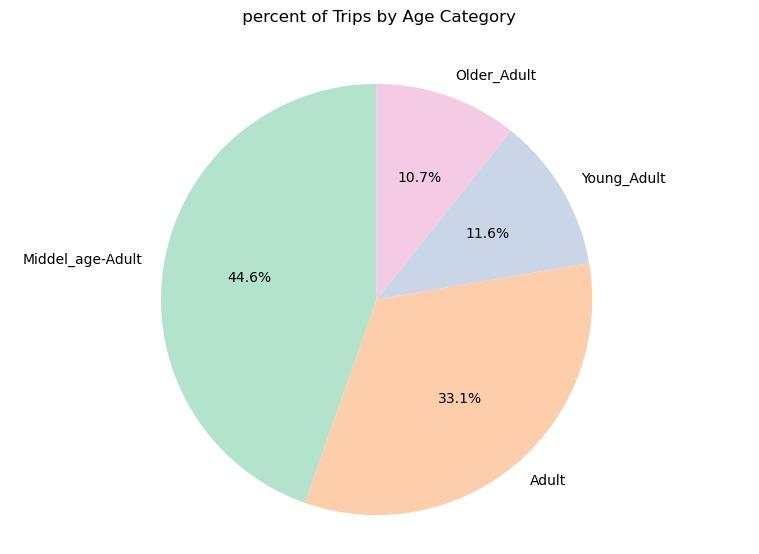 percent of Trips by Age Category
Older_Adult
10.7%
Young_Adult
11.6%
Middel_age-Adult
44.6%
33.1%
Adult